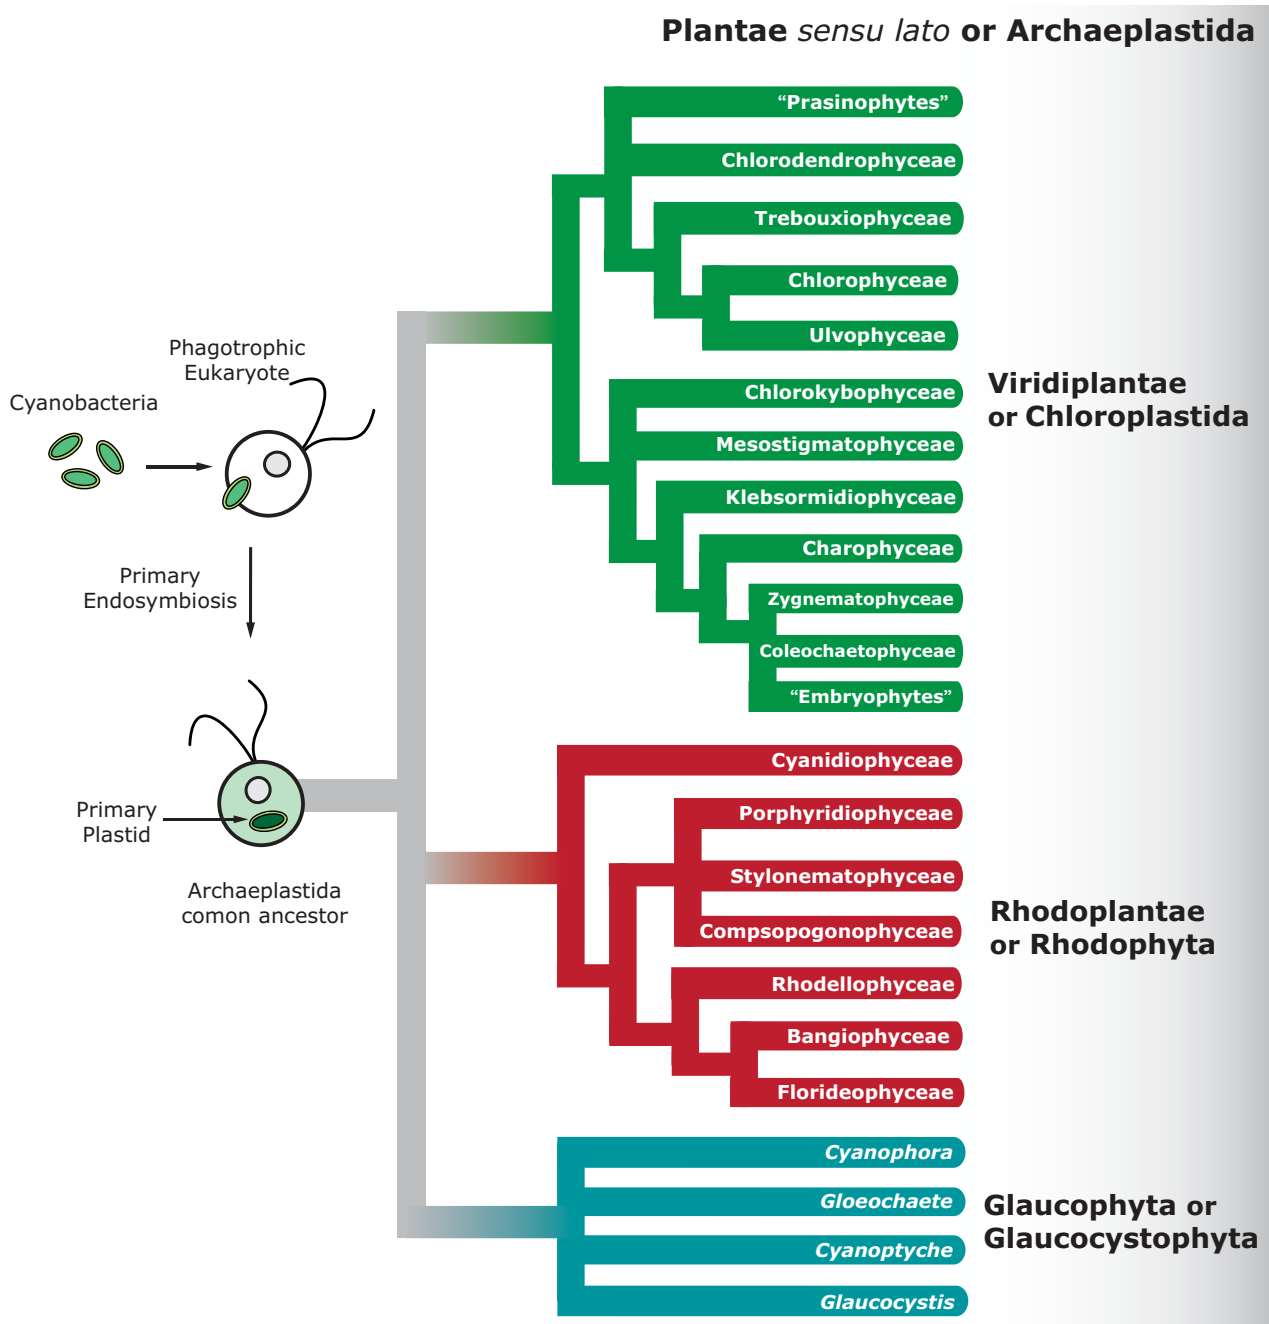 Plantae sensu lato or Archaeplastida
“Prasinophytes”
Chlorodendrophyceae
Trebouxiophyceae
Chlorophyceae
Ulvophyceae
Chlorokybophyceae
Mesostigmatophyceae
Klebsormidiophyceae
Charophyceae
Zygnematophyceae
Coleochaetophyceae
“Embryophytes”
Viridiplantae
or Chloroplastida
Cyanidiophyceae
Porphyridiophyceae
Stylonematophyceae
Compsopogonophyceae
Rhodellophyceae
Bangiophyceae
Florideophyceae
Rhodoplantae
or Rhodophyta
Cyanophora
Gloeochaete
Cyanoptyche
Glaucocystis
Glaucophyta or
Glaucocystophyta
Phagotrophic
Eukaryote
Cyanobacteria
Primary
Endosymbiosis
Primary
Plastid
Archaeplastida
comon ancestor